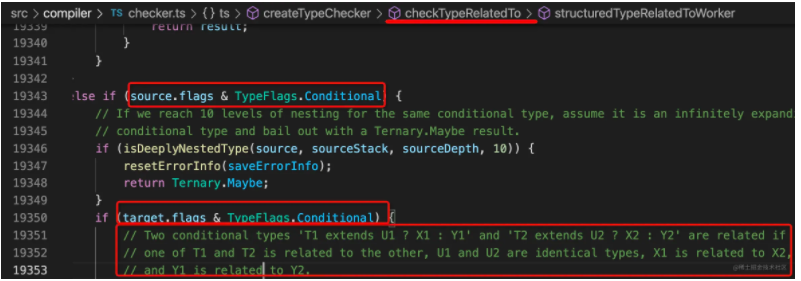 src > compiler > TS checker.ts > {} ts > createTypeChecker > checkTypeRelatedTo > structuredTypeRelatedToWorker
19339 return result;
19340 }
19341 }
19342
19343 else if (source.flags & TypeFlags.Conditional) {
19344 // If we reach 10 levels of nesting for the same conditional type, assume it is an infinitely expandi
19345 // conditional type and bail out with a Ternary.Maybe result.
19346 if (isDeeplyNestedType(source, sourceStack, sourceDepth, 10)) {
19347 resetErrorInfo(saveErrorInfo);
19348 return Ternary.Maybe;
19349 }
19350 if (target.flags & TypeFlags.Conditional) {
19351 // Two conditional types 'T1 extends U1 ? X1 : Y1' and 'T2 extends U2 ? X2 : Y2' are related if
19352 // one of T1 and T2 is related to the other, U1 and U2 are identical types, X1 is related to X2,
19353 // and Y1 is related to Y2.
@稀土掘金技术社区